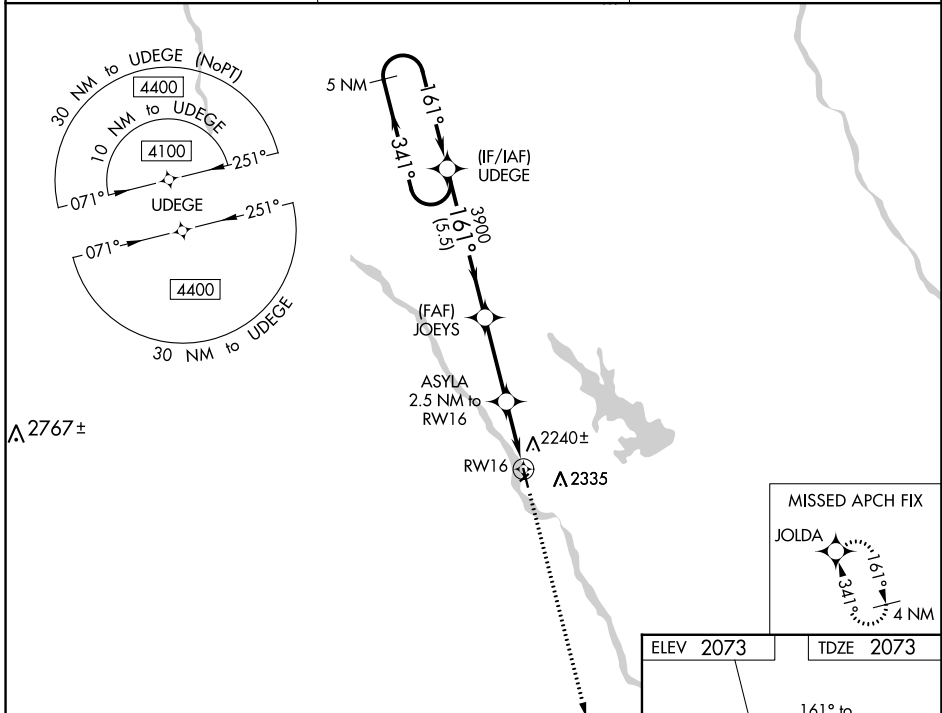 30 NM to UDEGE (NoPT)
4400
10 NM to UDEGE
4100
071°
251°
UDEGE
071°
251°
4400
30 NM to UDEGE
5 NM
161°
341°
(IF/IAF)
UDEGE
3900
161°
(5.5)
(FAF)
JOEYS
ASYLA
2.5 NM to
RW16
2767±
2240±
RW16
2335
MISSED APCH FIX
JOLDA
161°
341°
4 NM
ELEV 2073
TDZE 2073
161° to